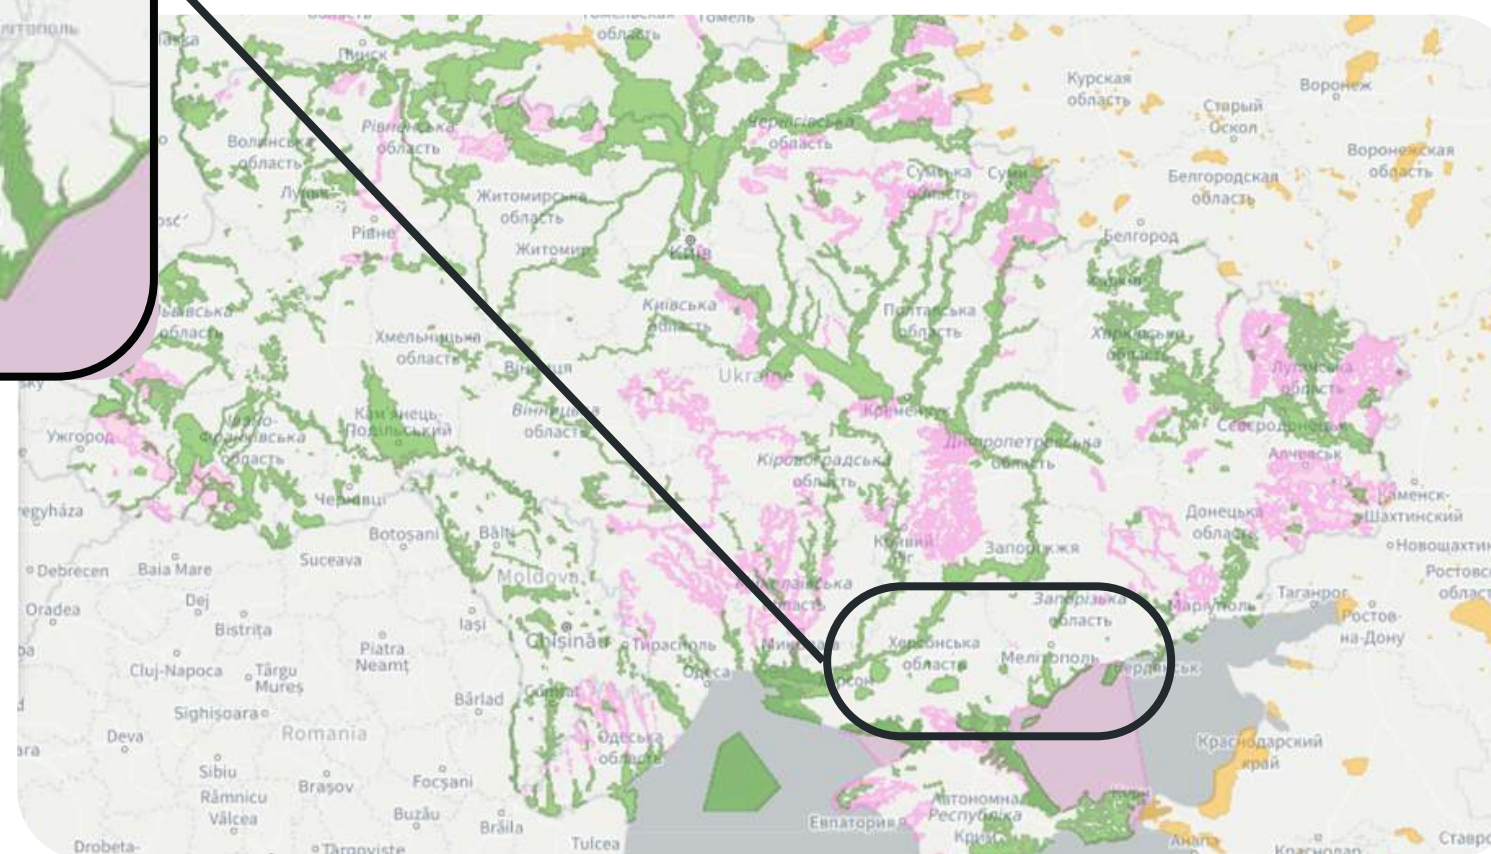 Пинск
область
Гомель
Курская
область
Воронеж
Старый
Оскол
Рівненська
область
Чернігівська
область
Волинська
область
Воронежская
область
Белгородская
область
Сумська
область
Суми
Луцьк
Житомирська
область
Рівне
Житомир
Київ
Белгород
Львівська
область
Київська
область
Полтавська
область
Хмельницька
область
Харків
Харківська
область
Вінниця
Ukraine
Луганська
область
Вінницька
область
Кам'янець-
Подільський
Кременчук
Івано-
Франківська
область
Ужгород
Сєвєродонецьк
Дніпропетровська
область
Алчевськ
Кіровоградська
область
Чернівці
Каменск-
Шахтинский
Донецька
область
Botoșani
Bălți
Кривий
Ріг
Запоріжжя
Suceava
Debrecen
Baia Mare
Moldova
Миколаївська
область
Oradea
Dej
Запорізька
область
Маріуполь
Таганрог
Ростов-
на-Дону
Bistrița
Iași
Chișinău
Тирасполь
Херсонська
область
Мелітополь
Бердянськ
Piatra
Neamț
Cluj-Napoca
Târgu
Mureș
Одеса
Bârlad
Sighișoara
Deva
Romania
Одеська
область
Краснодарский
край
Sibiu
Brașov
Focșani
Râmnicu
Vâlcea
Buzău
Brăila
Евпатория
Автономна
Республіка
Крим
Анапа
Tulcea
Drobeta-
Târgoviște
Краснодар